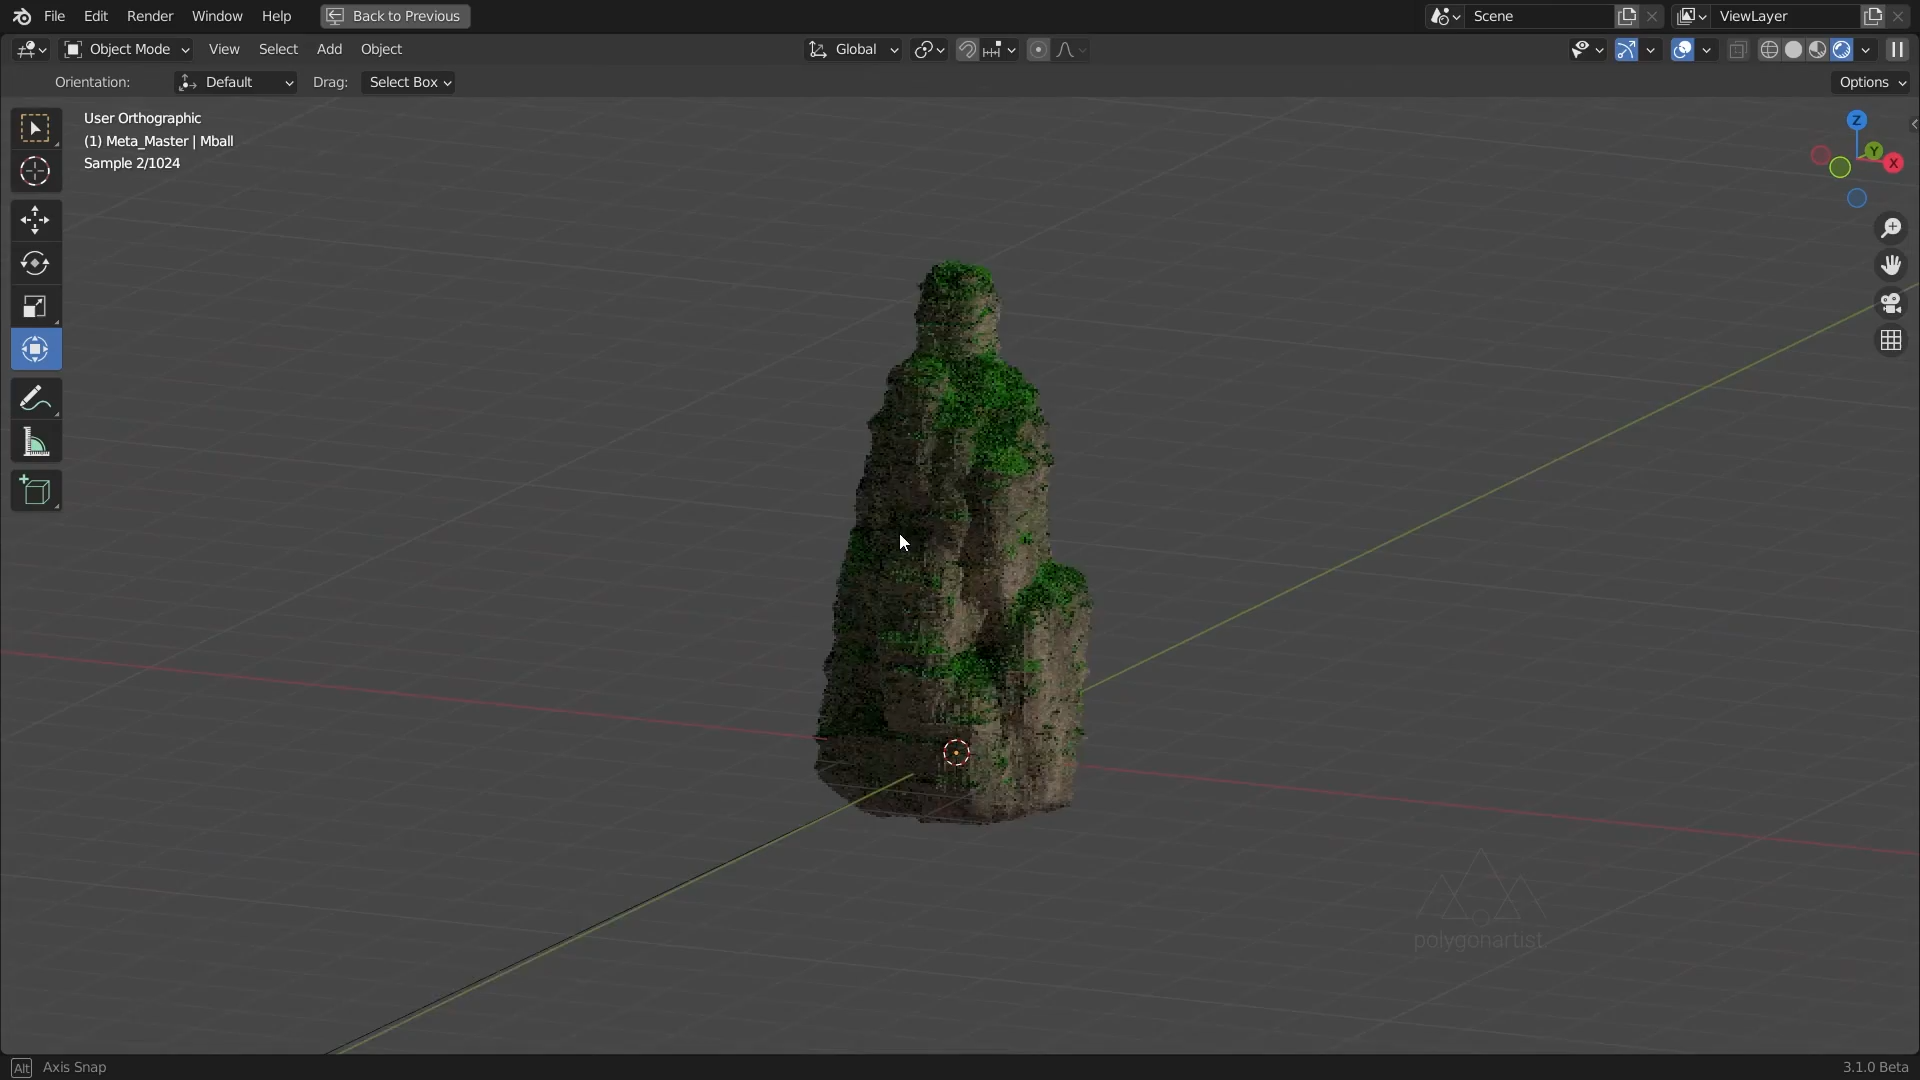 File Edit Render Window Help Back to Previous Scene ViewLayer
Object Mode View Select Add Object Global
Orientation: Default Drag: Select Box Options
User Orthographic
(1) Meta_Master | Mball
Sample 2/1024
Z
Y
X
polygonartist
Alt Axis Snap 3.1.0 Beta